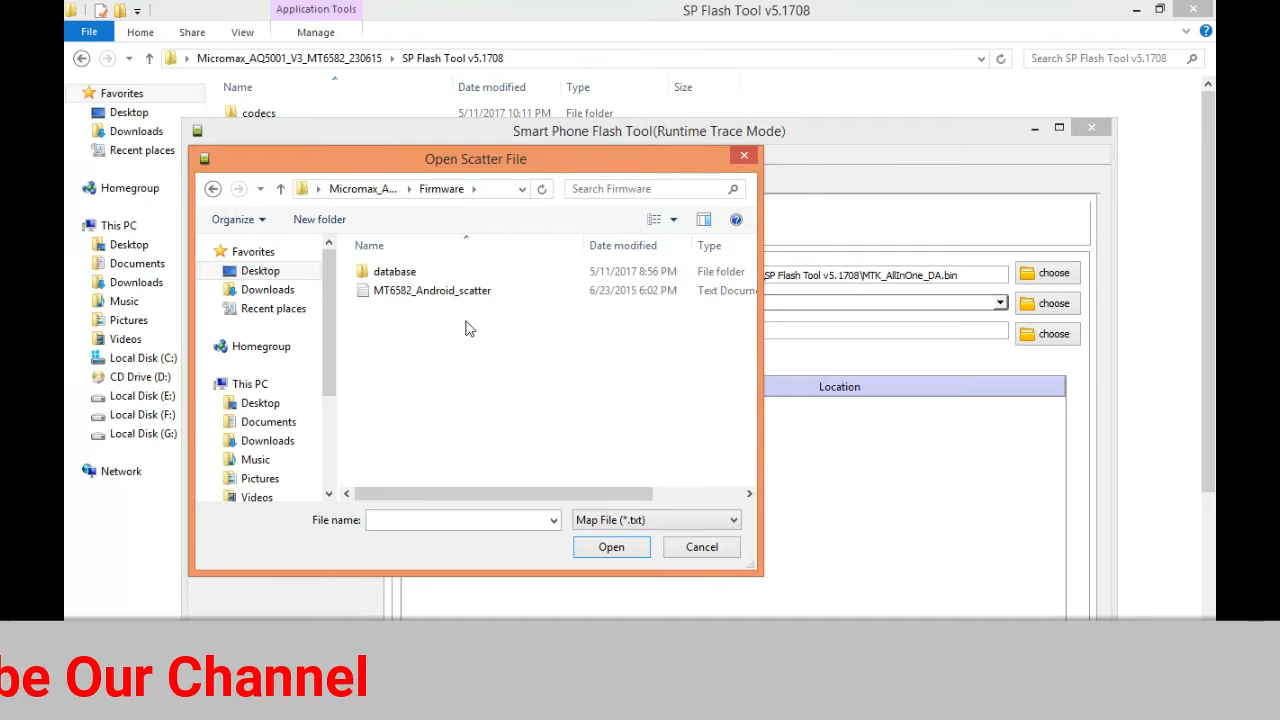 Application Tools
SP Flash Tool v5.1708
File
Home
Share
View
Manage
Micromax_AQ5001_V3_MT6582_230615
SP Flash Tool v5.1708
Search SP Flash Tool v5.1708
Favorites
Desktop
Downloads
Recent places
Homegroup
This PC
Desktop
Documents
Downloads
Music
Pictures
Videos
Local Disk (C:)
CD Drive (D:)
Local Disk (E:)
Local Disk (F:)
Local Disk (G:)
Network
Name
Date modified
Type
Size
codecs
5/11/2017 10:11 PM
File folder
Smart Phone Flash Tool(Runtime Trace Mode)
SP Flash Tool v5.1708\MTK_AllInOne_DA.bin
choose
choose
choose
Location
Open Scatter File
Micromax_A...
Firmware
Search Firmware
Organize
New folder
Favorites
Desktop
Downloads
Recent places
Homegroup
This PC
Desktop
Documents
Downloads
Music
Pictures
Videos
Name
Date modified
Type
database
5/11/2017 8:56 PM
File folder
MT6582_Android_scatter
6/23/2015 6:02 PM
Text Docum
File name:
Map File (*.txt)
Open
Cancel
be Our Channel